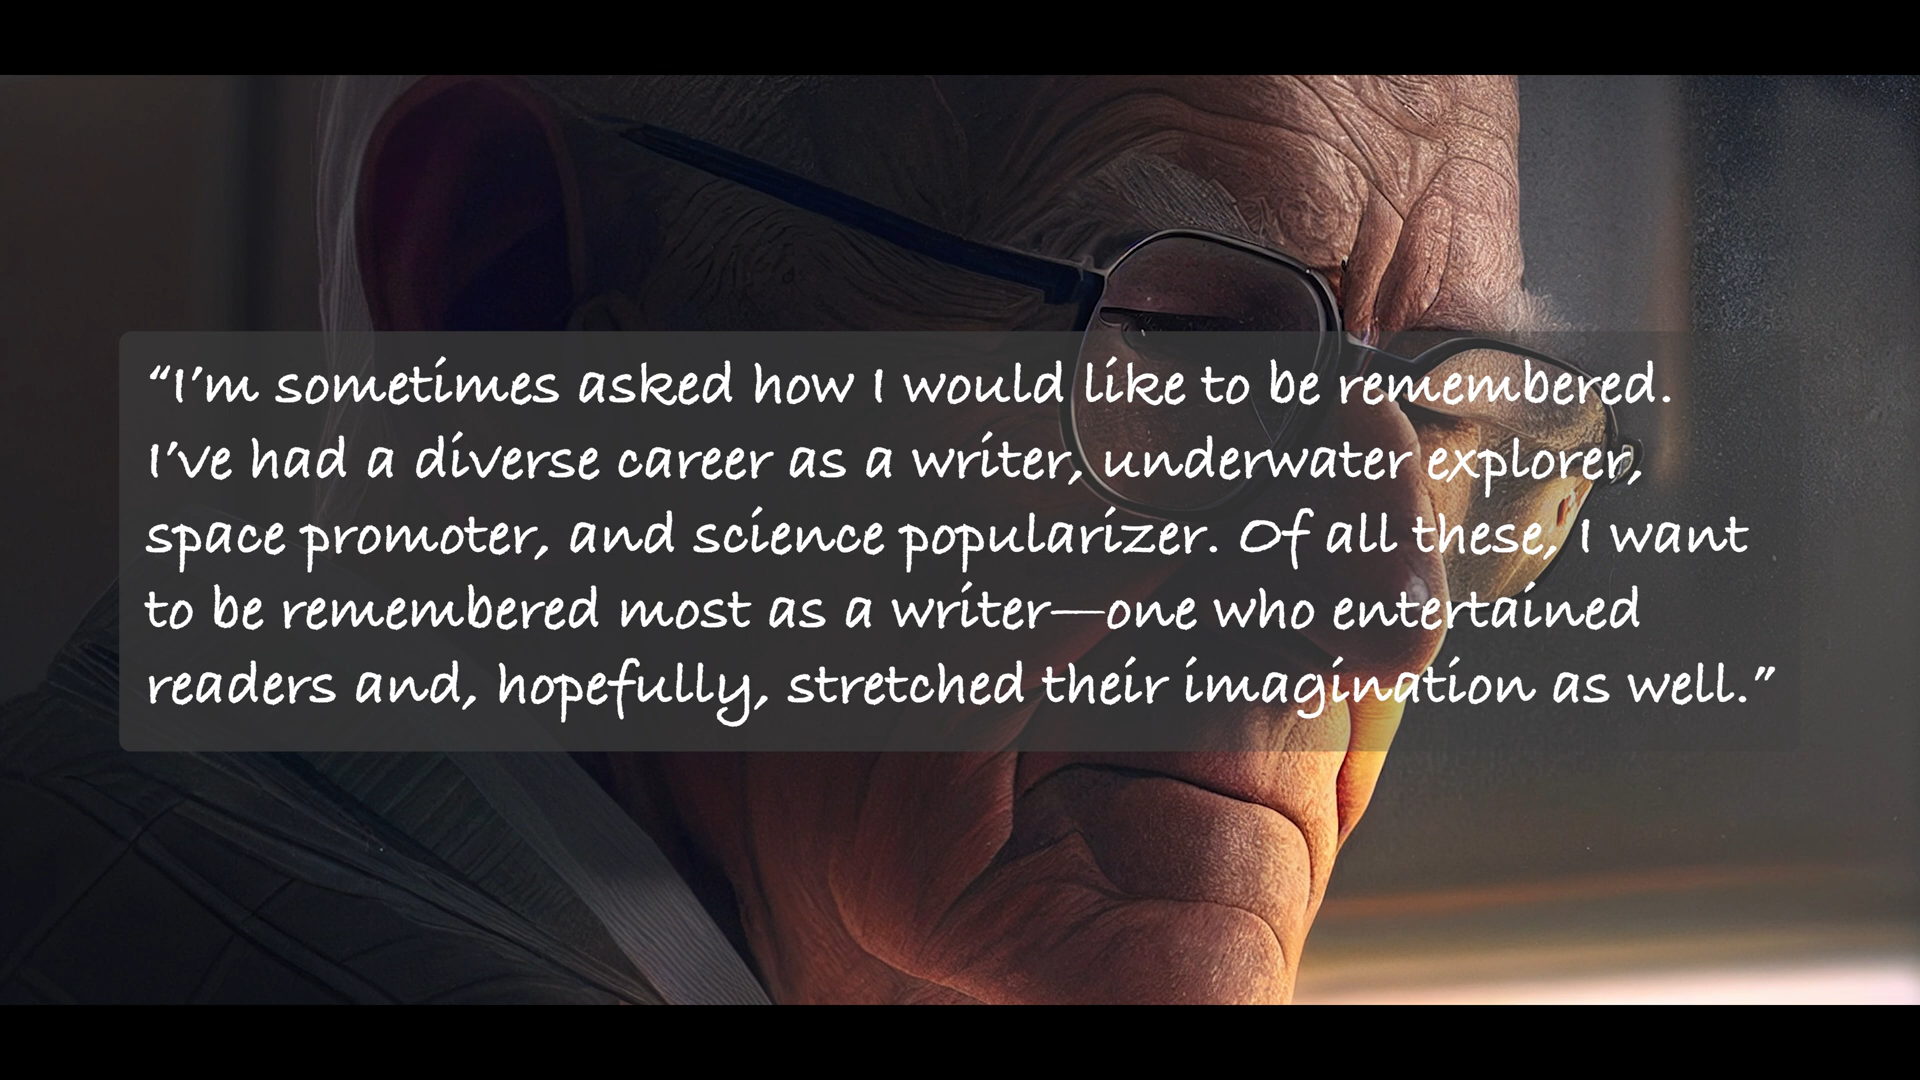 “I’m sometimes asked how I would like to be remembered.
I’ve had a diverse career as a writer, underwater explorer,
space promoter, and science popularizer. Of all these, I want
to be remembered most as a writer—one who entertained
readers and, hopefully, stretched their imagination as well.”